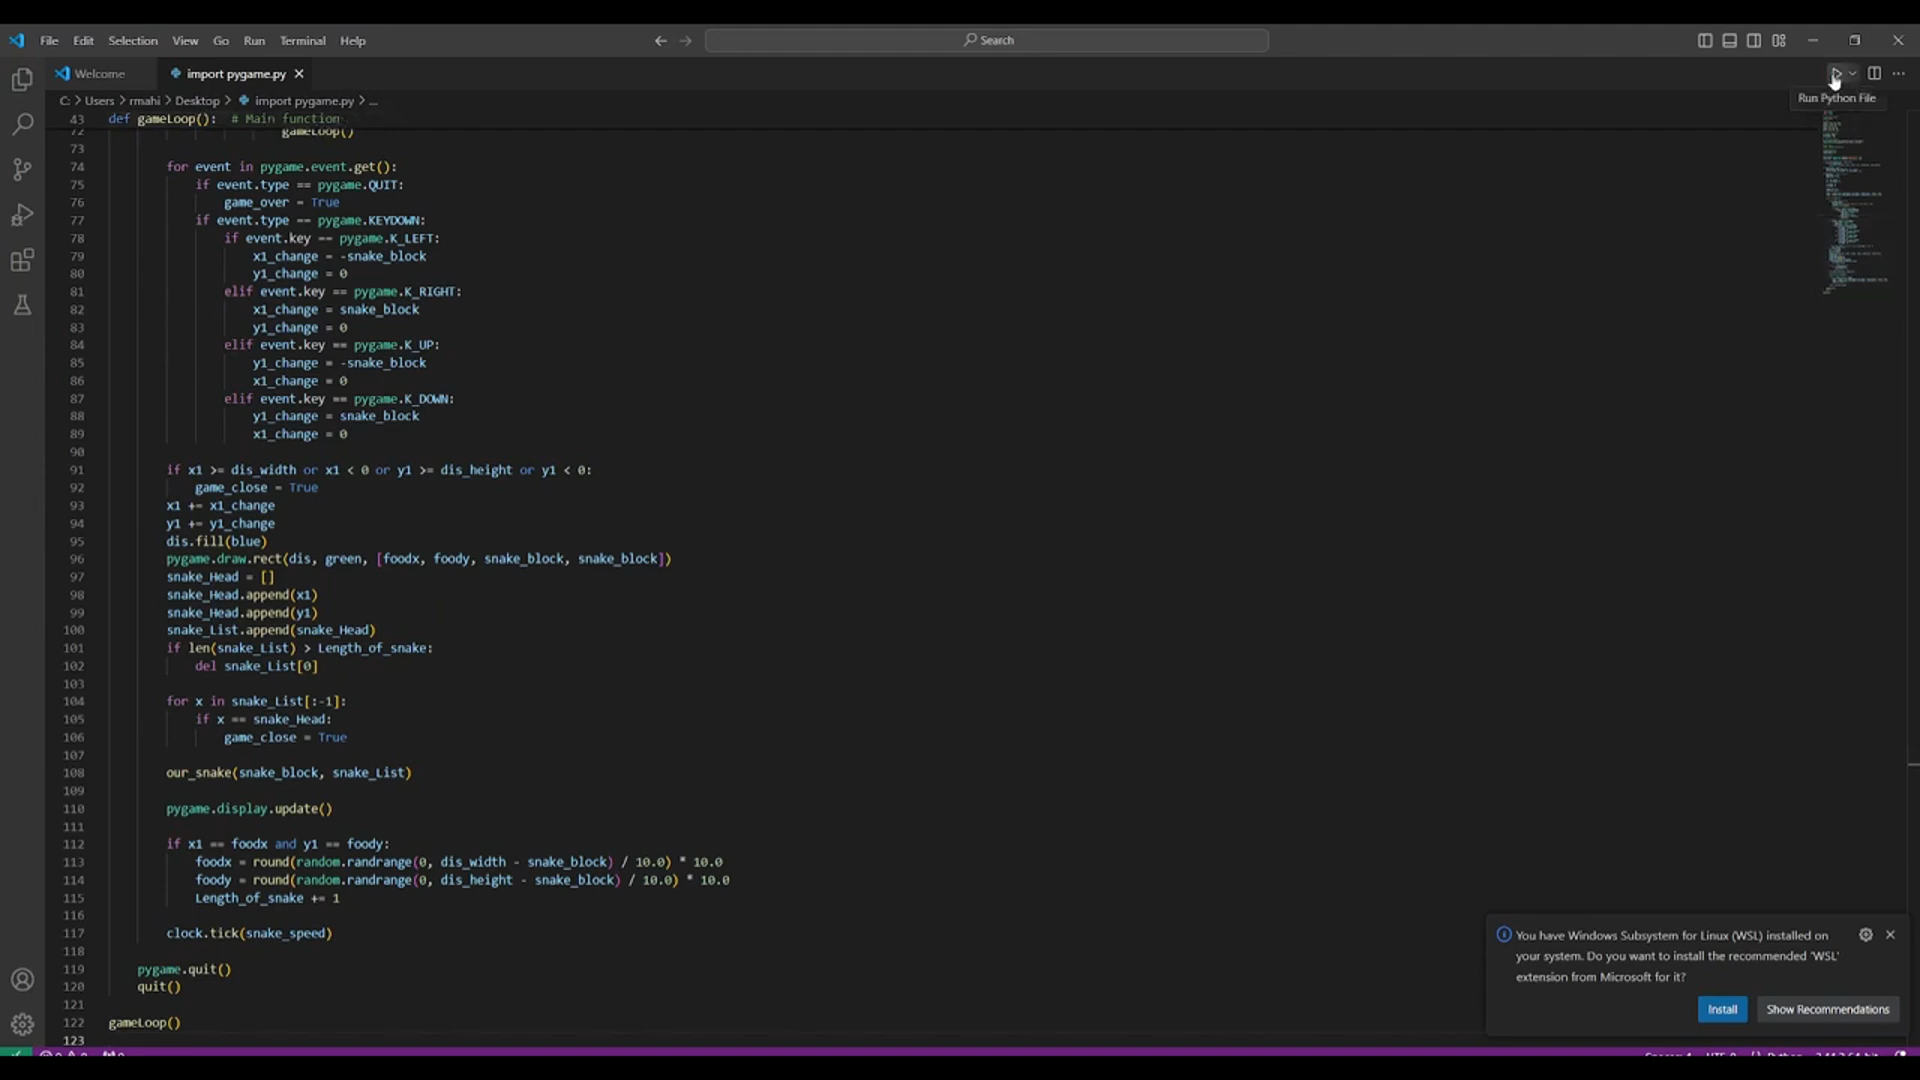 File Edit Selection View Go Run Terminal Help
Search
Welcome
import pygame.py
C: > Users > rmahi > Desktop > import pygame.py > ...
Run Python File
43 def gameLoop(): # Main function
72 gameLoop()
73
74 for event in pygame.event.get():
75 if event.type == pygame.QUIT:
76 game_over = True
77 if event.type == pygame.KEYDOWN:
78 if event.key == pygame.K_LEFT:
79 x1_change = -snake_block
80 y1_change = 0
81 elif event.key == pygame.K_RIGHT:
82 x1_change = snake_block
83 y1_change = 0
84 elif event.key == pygame.K_UP:
85 y1_change = -snake_block
86 x1_change = 0
87 elif event.key == pygame.K_DOWN:
88 y1_change = snake_block
89 x1_change = 0
90
91 if x1 >= dis_width or x1 < 0 or y1 >= dis_height or y1 < 0:
92 game_close = True
93 x1 += x1_change
94 y1 += y1_change
95 dis.fill(blue)
96 pygame.draw.rect(dis, green, [foodx, foody, snake_block, snake_block])
97 snake_Head = []
98 snake_Head.append(x1)
99 snake_Head.append(y1)
100 snake_List.append(snake_Head)
101 if len(snake_List) > Length_of_snake:
102 del snake_List[0]
103
104 for x in snake_List[:-1]:
105 if x == snake_Head:
106 game_close = True
107
108 our_snake(snake_block, snake_List)
109
110 pygame.display.update()
111
112 if x1 == foodx and y1 == foody:
113 foodx = round(random.randrange(0, dis_width - snake_block) / 10.0) * 10.0
114 foody = round(random.randrange(0, dis_height - snake_block) / 10.0) * 10.0
115 Length_of_snake += 1
116
117 clock.tick(snake_speed)
118
119 pygame.quit()
120 quit()
121
122 gameLoop()
123
You have Windows Subsystem for Linux (WSL) installed on
your system. Do you want to install the recommended 'WSL'
extension from Microsoft for it?
Install
Show Recommendations